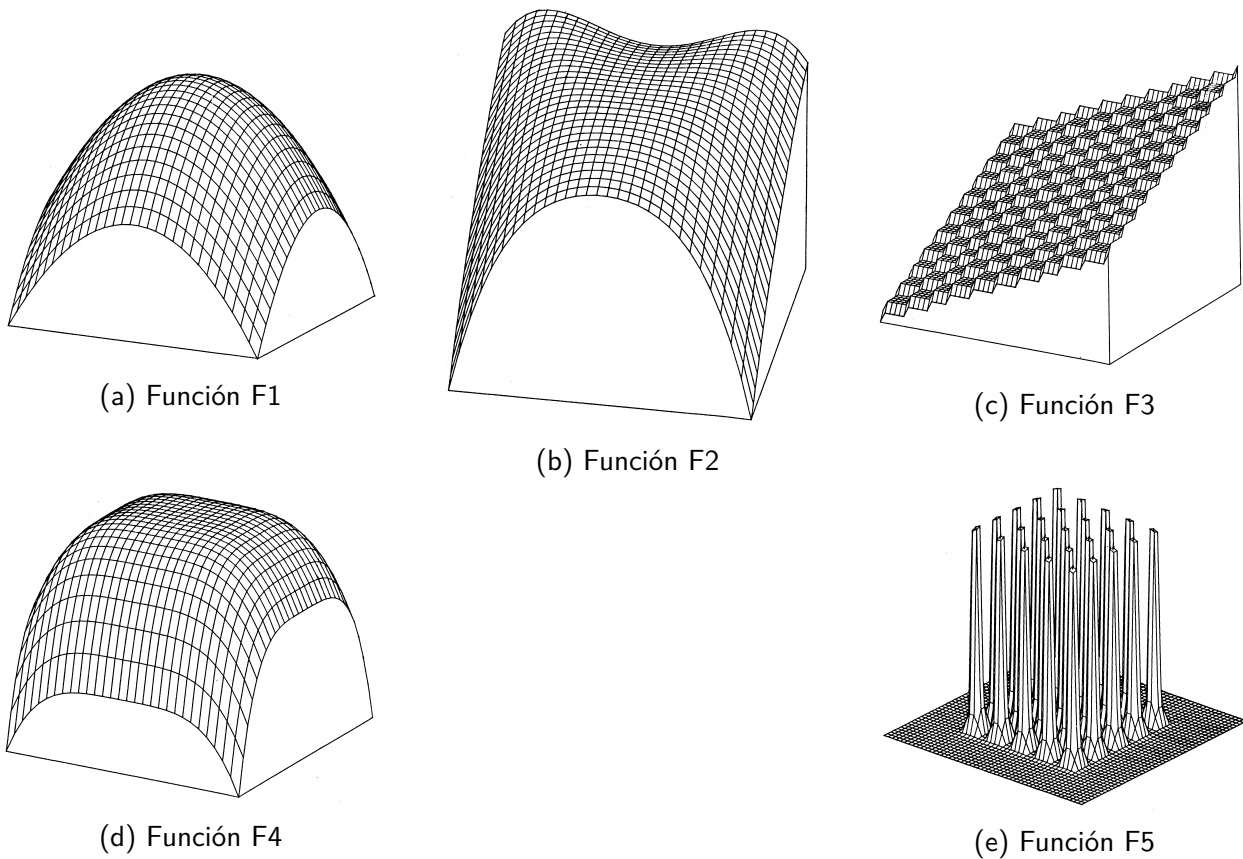 (a) Función F1
(b) Función F2
(c) Función F3
(d) Función F4
(e) Función F5